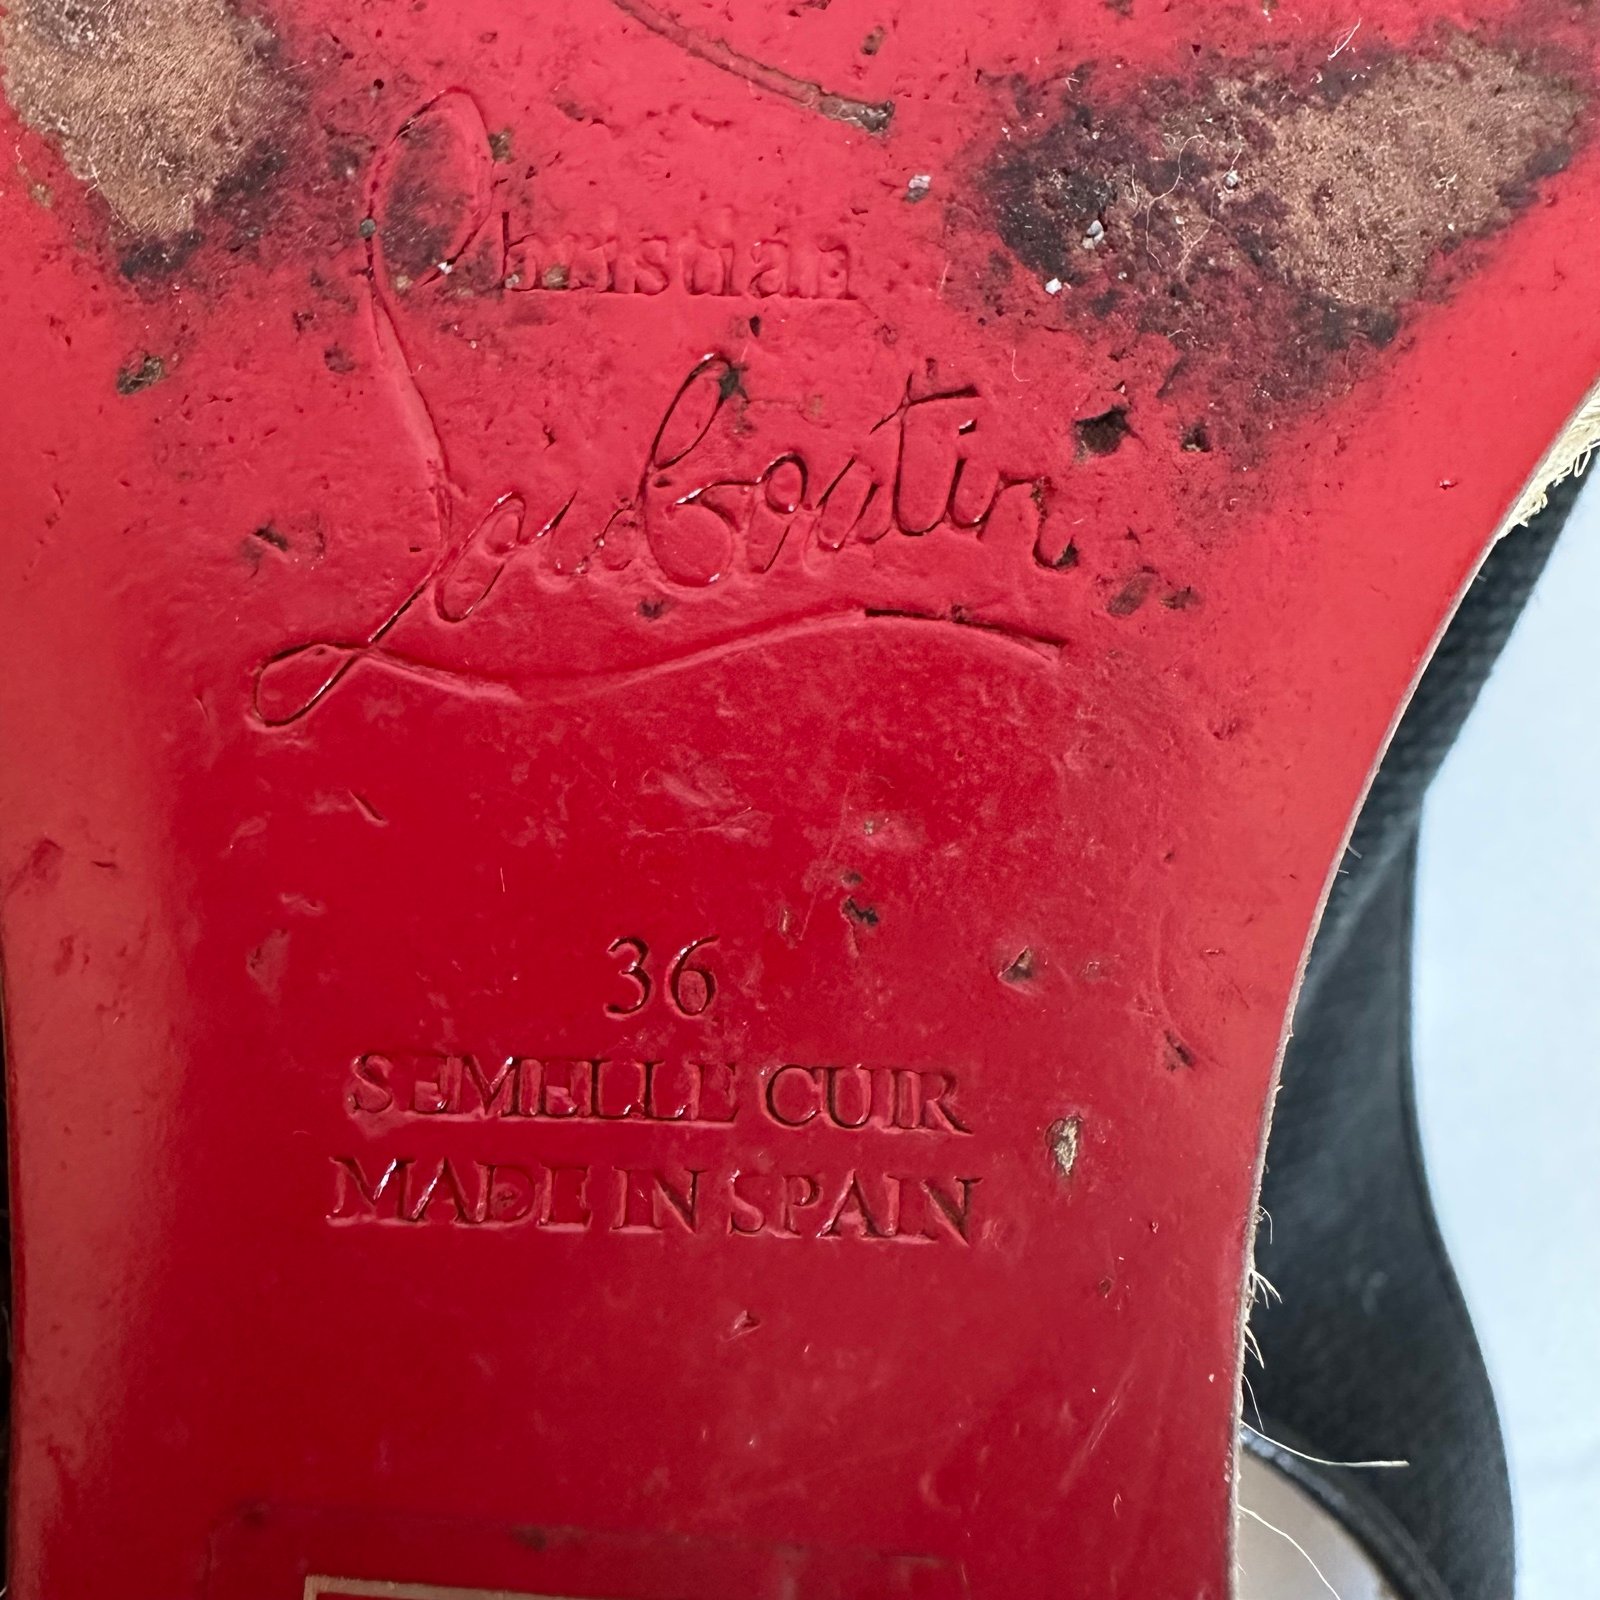 Christian
Louboutin
36
SEMELLE CUIR
MADE IN SPAIN